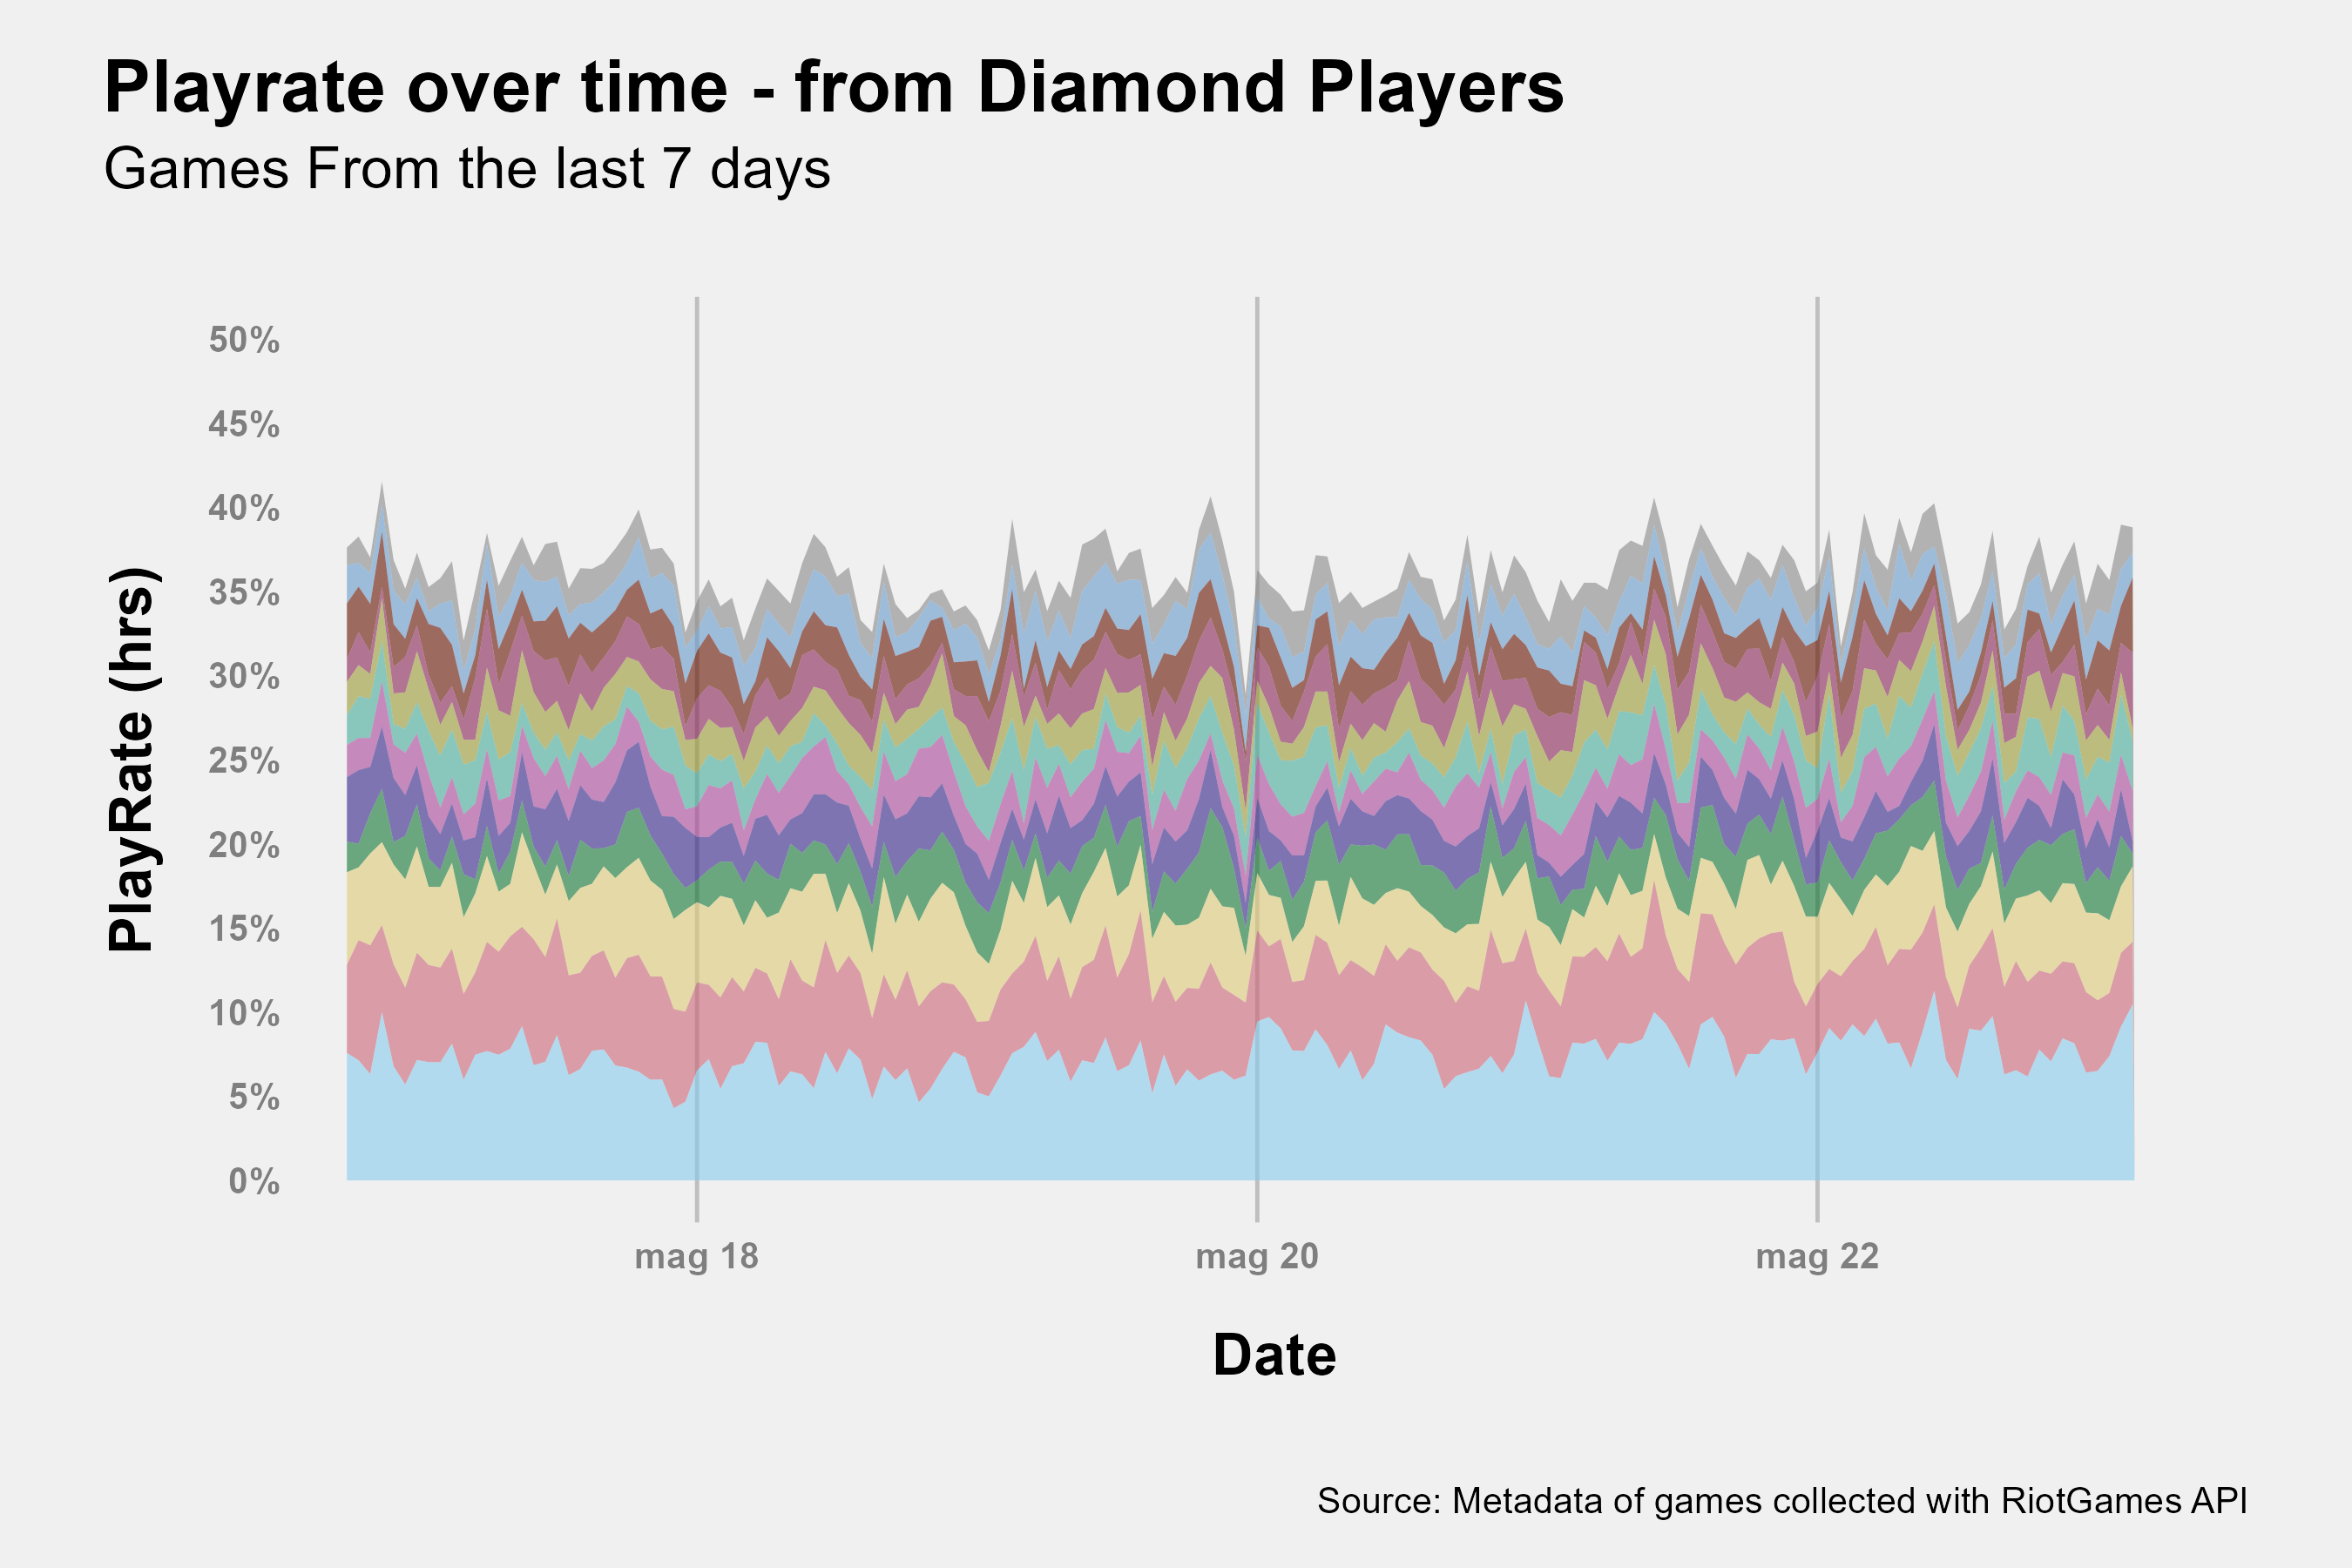 Playrate over time - from Diamond Players
Games From the last 7 days
50%
45%
40%
35%
30%
25%
20%
15%
10%
5%
0%
PlayRate (hrs)
mag 18
mag 20
mag 22
Date
Source: Metadata of games collected with RiotGames API